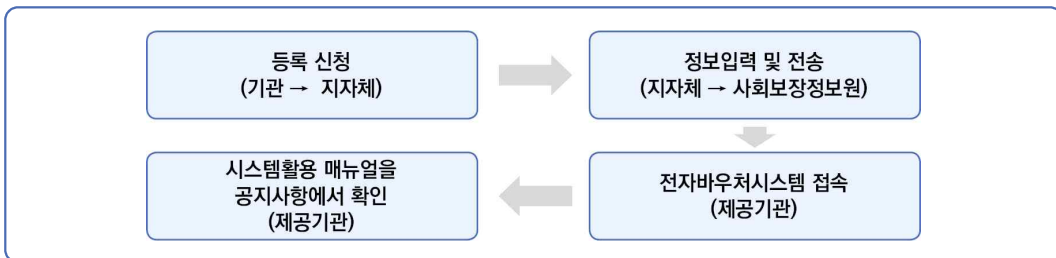 등록 신청
(기관 → 지자체)
정보입력 및 전송
(지자체 → 사회보장정보원)
전자바우처시스템 접속
(제공기관)
시스템활용 매뉴얼을
공지사항에서 확인
(제공기관)